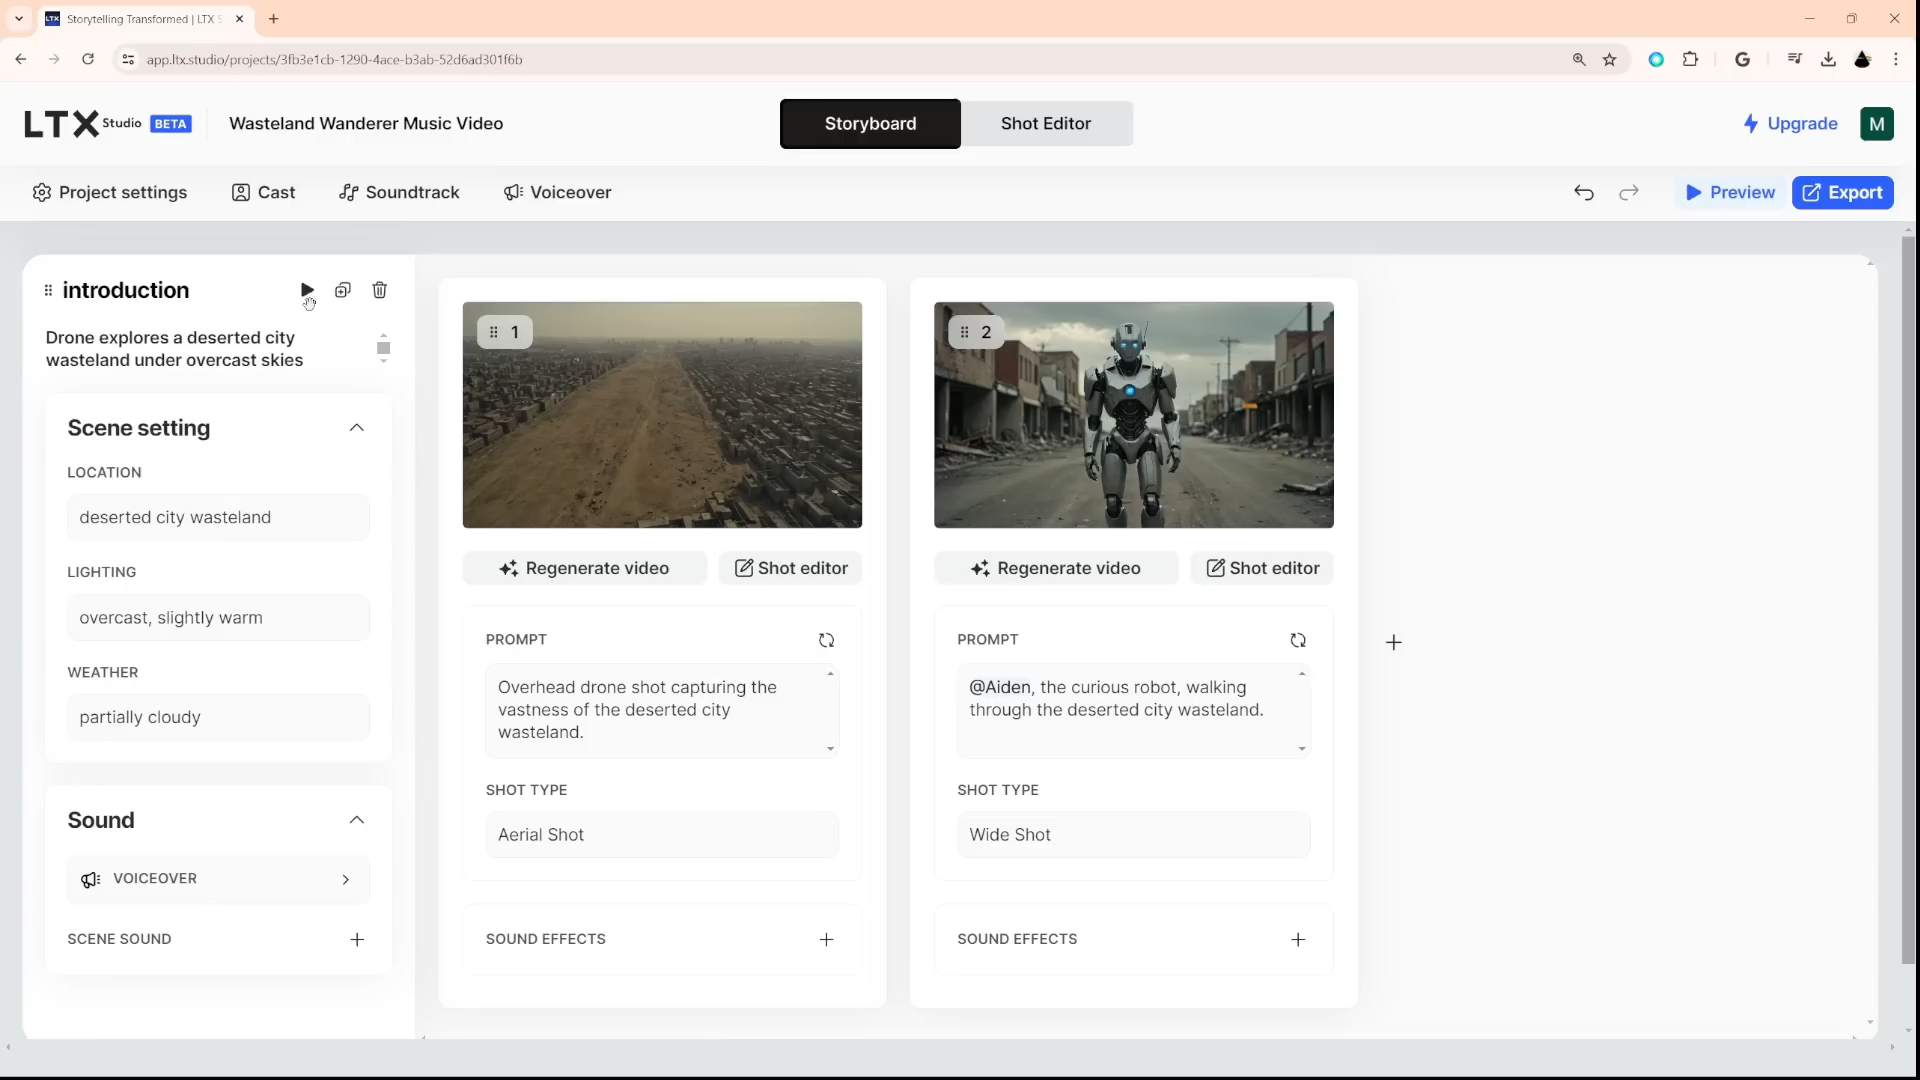 Storytelling Transformed | LTX S
app.ltx.studio/projects/3fb3e1cb-1290-4ace-b3ab-52d6ad301f6b
LTX Studio BETA
Wasteland Wanderer Music Video
Storyboard
Shot Editor
Upgrade
M
Project settings
Cast
Soundtrack
Voiceover
Preview
Export
introduction
Drone explores a deserted city
wasteland under overcast skies
Scene setting
LOCATION
deserted city wasteland
LIGHTING
overcast, slightly warm
WEATHER
partially cloudy
Sound
VOICEOVER
SCENE SOUND
1
Regenerate video
Shot editor
PROMPT
Overhead drone shot capturing the
vastness of the deserted city
wasteland.
SHOT TYPE
Aerial Shot
SOUND EFFECTS
2
Regenerate video
Shot editor
PROMPT
@Aiden, the curious robot, walking
through the deserted city wasteland.
SHOT TYPE
Wide Shot
SOUND EFFECTS